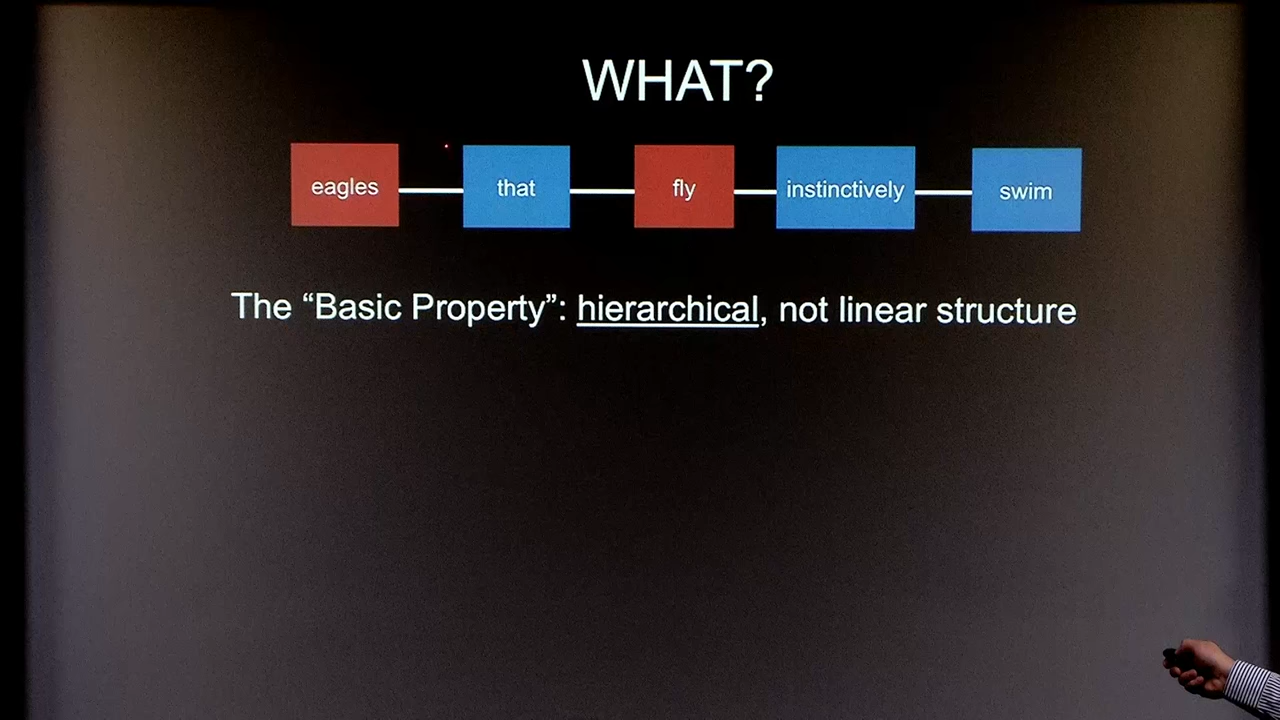 WHAT?
eagles that fly instinctively swim
The “Basic Property”: hierarchical, not linear structure